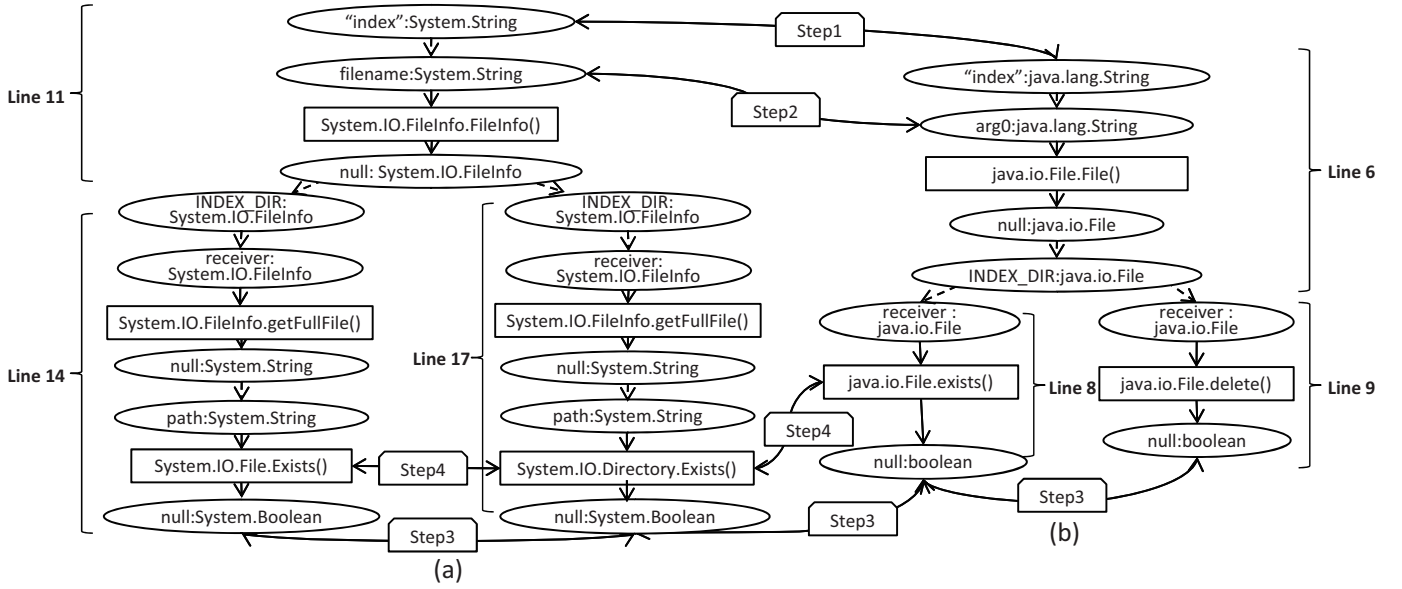 "index":System.String
Step1
filename:System.String
"index":java.lang.String
Line 11
Step2
System.IO.FileInfo.FileInfo()
arg0:java.lang.String
null: System.IO.FileInfo
java.io.File.File()
Line 6
INDEX_DIR:
System.IO.FileInfo
INDEX_DIR:
System.IO.FileInfo
null:java.io.File
receiver:
System.IO.FileInfo
receiver:
System.IO.FileInfo
INDEX_DIR:java.io.File
System.IO.FileInfo.getFullFile()
System.IO.FileInfo.getFullFile()
receiver :
java.io.File
receiver :
java.io.File
Line 14
null:System.String
Line 17
null:System.String
java.io.File.exists()
Line 8
java.io.File.delete()
Line 9
path:System.String
path:System.String
Step4
null:boolean
System.IO.File.Exists()
Step4
System.IO.Directory.Exists()
null:boolean
Step3
null:System.Boolean
null:System.Boolean
Step3
Step3
(b)
(a)